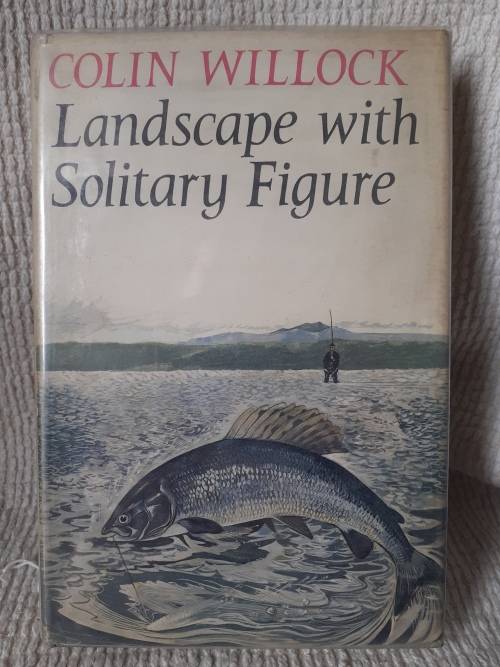 COLIN WILLOCK
Landscape with
Solitary Figure